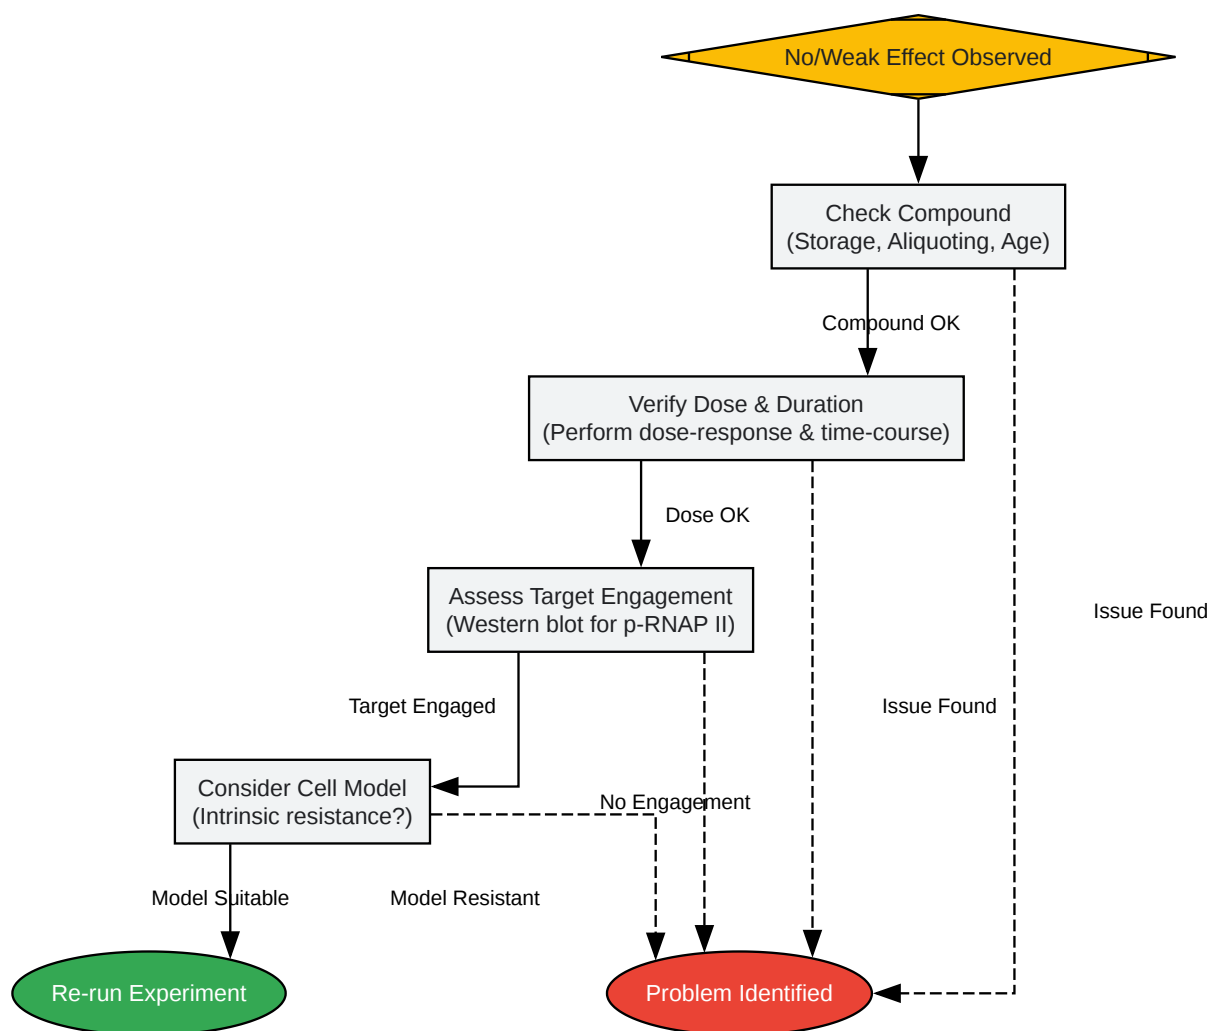 No/Weak Effect Observed
Check Compound
(Storage, Aliquoting, Age)
Compound OK
Verify Dose & Duration
(Perform dose-response & time-course)
Dose OK
Assess Target Engagement
(Western blot for p-RNAP II)
Issue Found
Target Engaged
Issue Found
Consider Cell Model
(Intrinsic resistance?)
No Engagement
Model Suitable
Model Resistant
Re-run Experiment
Problem Identified